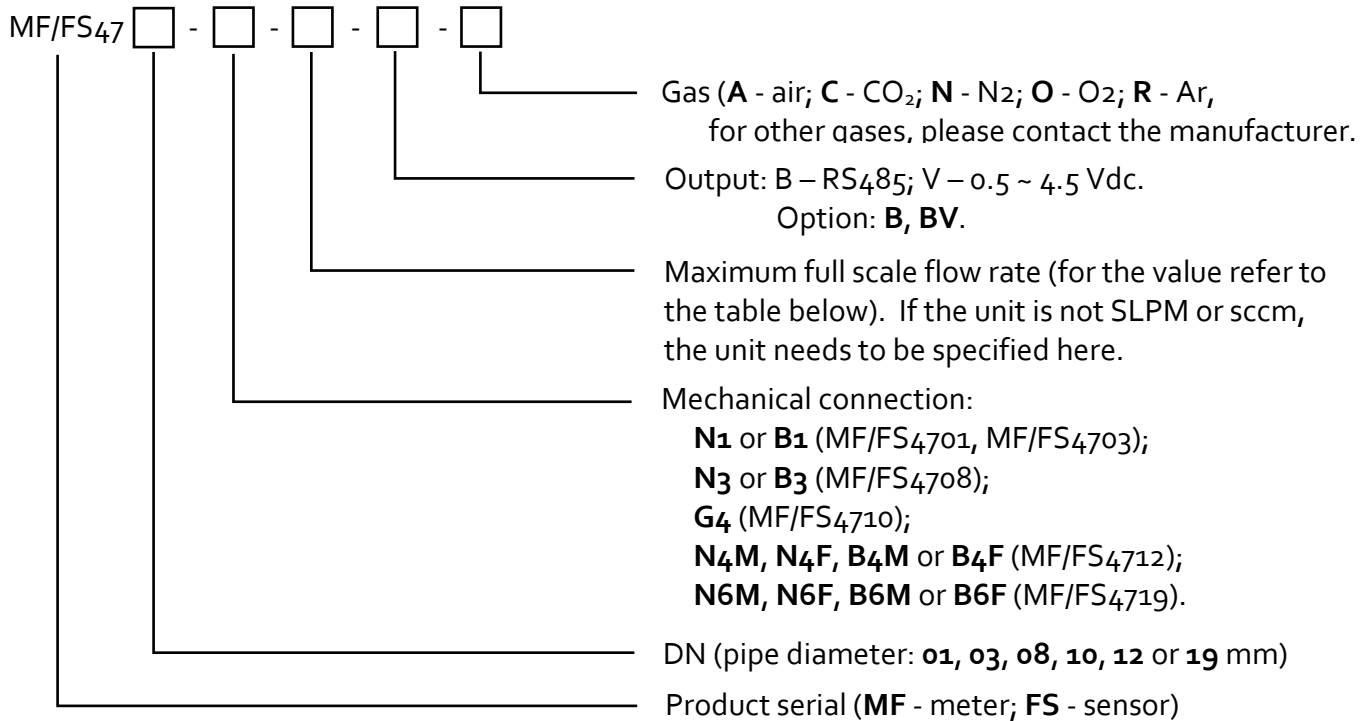 MF/FS47 - - - -
Gas (A - air; C - CO₂; N - N2; O - O2; R - Ar,
for other gases, please contact the manufacturer.
Output: B – RS485; V – 0.5 ~ 4.5 Vdc.
Option: B, BV.
Maximum full scale flow rate (for the value refer to
the table below). If the unit is not SLPM or sccm,
the unit needs to be specified here.
Mechanical connection:
N1 or B1 (MF/FS4701, MF/FS4703);
N3 or B3 (MF/FS4708);
G4 (MF/FS4710);
N4M, N4F, B4M or B4F (MF/FS4712);
N6M, N6F, B6M or B6F (MF/FS4719).
DN (pipe diameter: 01, 03, 08, 10, 12 or 19 mm)
Product serial (MF - meter; FS - sensor)